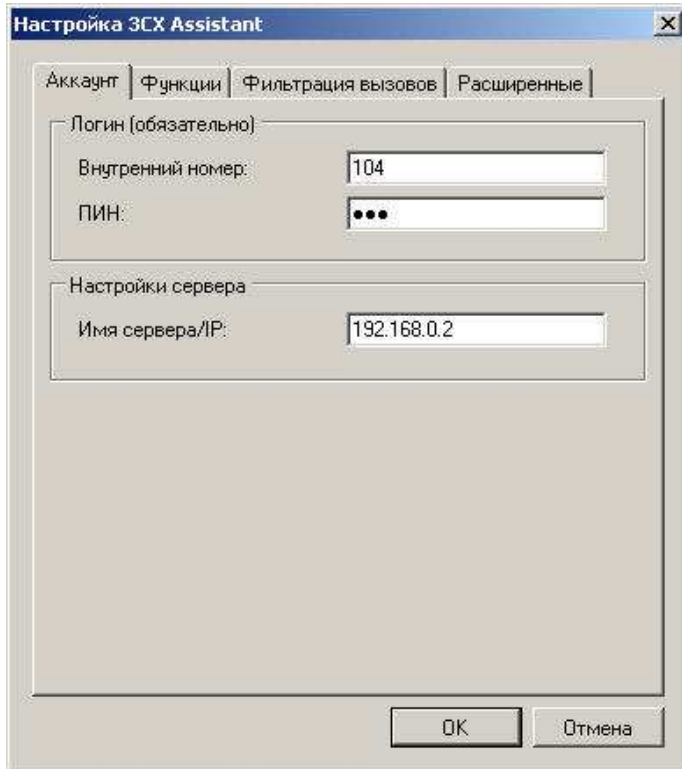 Настройка 3CX Assistant
Аккаунт Функции Фильтрация вызовов Расширенные
Логин (обязательно)
Внутренний номер: 104
ПИН: ●●●
Настройки сервера
Имя сервера/IP: 192.168.0.2
OK Отмена